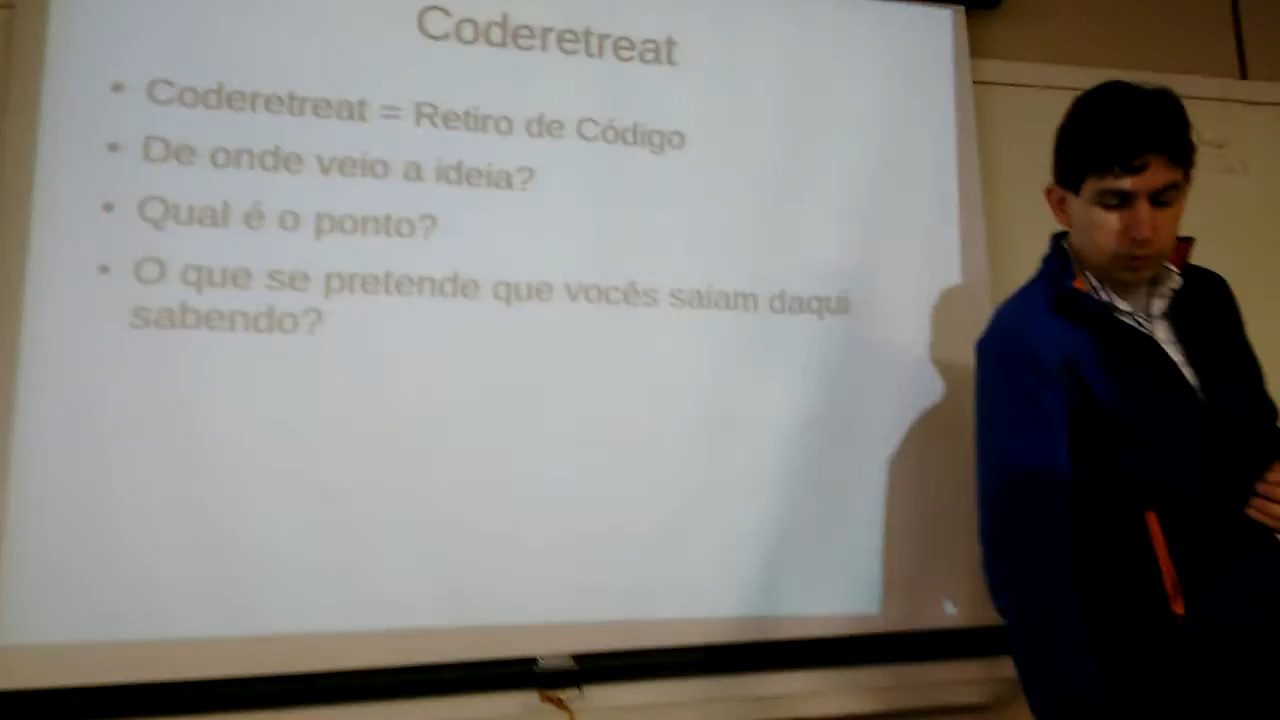 Coderetreat
• Coderetreat = Retiro de Código
• De onde veio a ideia?
• Qual é o ponto?
• O que se pretende que vocês saiam daqui
sabendo?